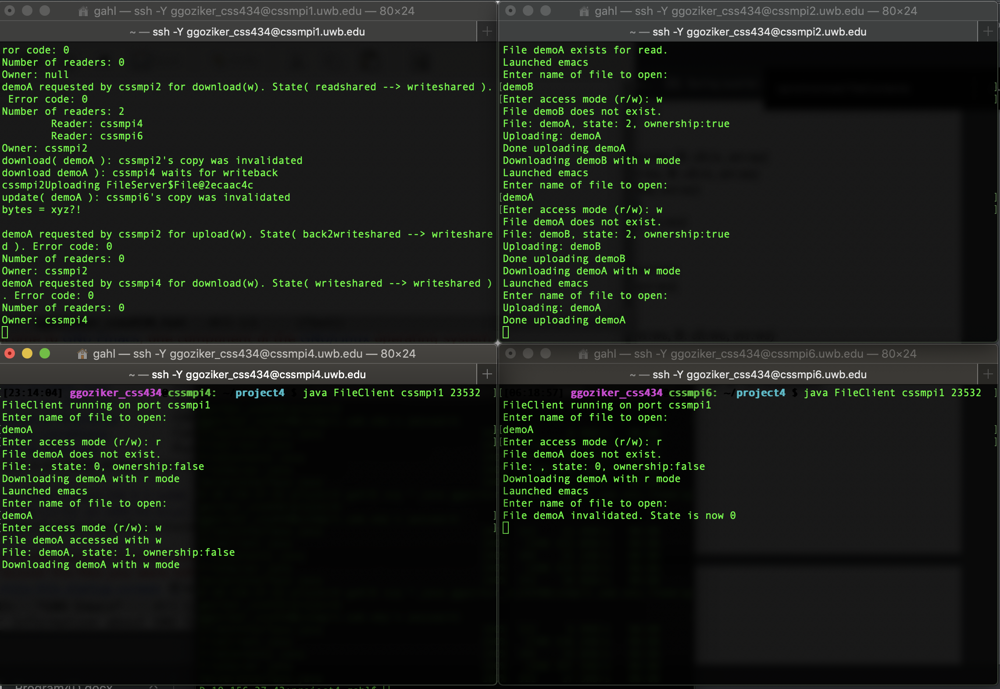 gahl — ssh -Y ggoziker_css434@cssmpi1.uwb.edu — 80×24
~ — ssh -Y ggoziker_css434@cssmpi1.uwb.edu
ror code: 0
Number of readers: 0
Owner: null
demoA requested by cssmpi2 for download(w). State( readshared --> writeshared ).
 Error code: 0
Number of readers: 2
        Reader: cssmpi4
        Reader: cssmpi6
Owner: cssmpi2
download( demoA ): cssmpi2's copy was invalidated
download demoA ): cssmpi4 waits for writeback
cssmpi2Uploading FileServer$File@2ecaac4c
update( demoA ): cssmpi6's copy was invalidated
bytes = xyz?!

demoA requested by cssmpi2 for upload(w). State( back2writeshared --> writeshare
d ). Error code: 0
Number of readers: 0
Owner: cssmpi2
demoA requested by cssmpi4 for download(w). State( writeshared --> writeshared )
. Error code: 0
Number of readers: 0
Owner: cssmpi4
gahl — ssh -Y ggoziker_css434@cssmpi2.uwb.edu — 80×24
~ — ssh -Y ggoziker_css434@cssmpi2.uwb.edu
File demoA exists for read.
Launched emacs
Enter name of file to open:
[demoB
[Enter access mode (r/w): w
File demoB does not exist.
File: demoA, state: 2, ownership:true
Uploading: demoA
Done uploading demoA
Downloading demoB with w mode
Launched emacs
Enter name of file to open:
[demoA
[Enter access mode (r/w): w
File demoA does not exist.
File: demoB, state: 2, ownership:true
Uploading: demoB
Done uploading demoB
Downloading demoA with w mode
Launched emacs
Enter name of file to open:
Uploading: demoA
Done uploading demoA
gahl — ssh -Y ggoziker_css434@cssmpi4.uwb.edu — 80×24
~ — ssh -Y ggoziker_css434@cssmpi4.uwb.edu
[23:14:04] ggoziker_css434@cssmpi4: ~/project4 $ java FileClient cssmpi1 23532
FileClient running on port cssmpi1
Enter name of file to open:
[demoA
[Enter access mode (r/w): r
File demoA does not exist.
File: , state: 0, ownership:false
Downloading demoA with r mode
Launched emacs
Enter name of file to open:
[demoA
[Enter access mode (r/w): w
File demoA accessed with w
File: demoA, state: 1, ownership:false
Downloading demoA with w mode
gahl — ssh -Y ggoziker_css434@cssmpi6.uwb.edu — 80×24
~ — ssh -Y ggoziker_css434@cssmpi6.uwb.edu
[06:18:57] ggoziker_css434 cssmpi6: ~/project4 $ java FileClient cssmpi1 23532
FileClient running on port cssmpi1
Enter name of file to open:
[demoA
[Enter access mode (r/w): r
File demoA does not exist.
File: , state: 0, ownership:false
Downloading demoA with r mode
Launched emacs
Enter name of file to open:
File demoA invalidated. State is now 0